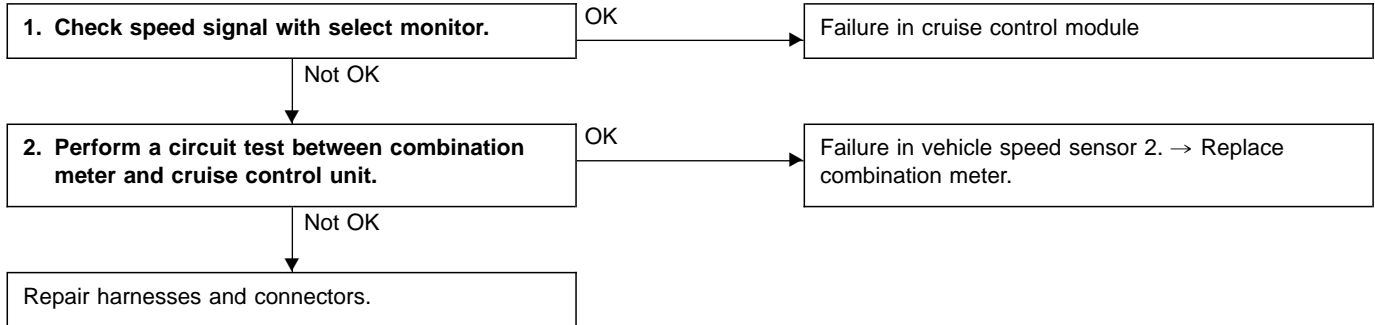 1. Check speed signal with select monitor.
OK
Failure in cruise control module
Not OK
2. Perform a circuit test between combination
meter and cruise control unit.
OK
Failure in vehicle speed sensor 2. → Replace
combination meter.
Not OK
Repair harnesses and connectors.